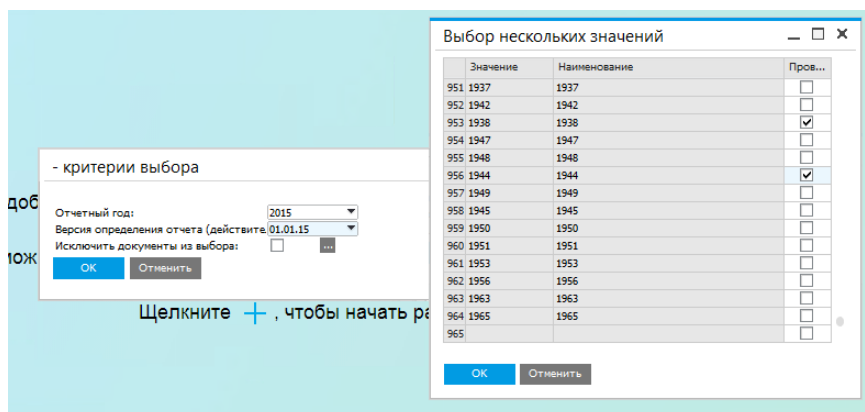 Выбор нескольких значений
Значение Наименование Пров...
951 1937 1937
952 1942 1942
953 1938 1938
954 1947 1947
955 1948 1948
956 1944 1944
957 1949 1949
958 1945 1945
959 1950 1950
960 1951 1951
961 1953 1953
962 1956 1956
963 1963 1963
964 1965 1965
965
OK Отменить
- критерии выбора
доб
Отчетный год: 2015
Версия определения отчета (действите 01.01.15
Исключить документы из выбора: ...
мож
OK Отменить
Щелкните + , чтобы начать ра